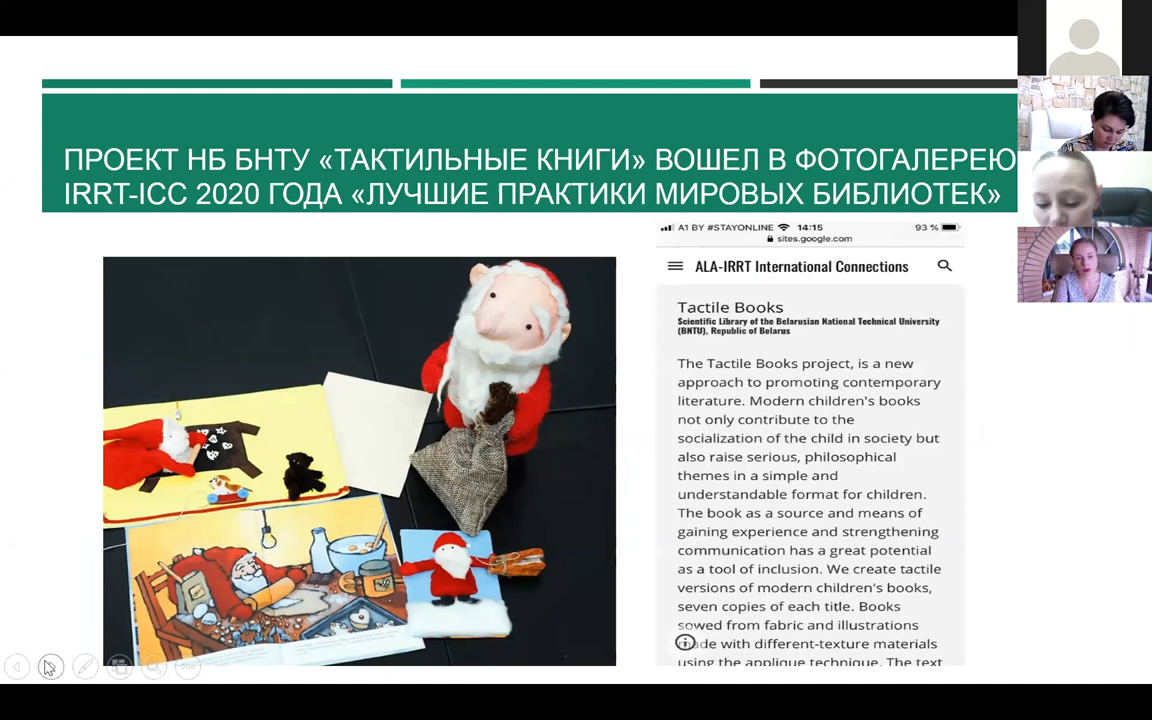 ПРОЕКТ НБ БНТУ «ТАКТИЛЬНЫЕ КНИГИ» ВОШЕЛ В ФОТОГАЛЕРЕЮ
IRRT-ICC 2020 ГОДА «ЛУЧШИЕ ПРАКТИКИ МИРОВЫХ БИБЛИОТЕК»
A1 BY #STAYONLINE 14:15 93 %
sites.google.com
ALA-IRRT International Connections
Tactile Books
Scientific Library of the Belarusian National Technical University
(BNTU), Republic of Belarus
The Tactile Books project, is a new
approach to promoting contemporary
literature. Modern children's books
not only contribute to the
socialization of the child in society but
also raise serious, philosophical
themes in a simple and
understandable format for children.
The book as a source and means of
gaining experience and strengthening
communication has a great potential
as a tool of inclusion. We create tactile
versions of modern children's books,
seven copies of each title. Books
sowed from fabric and illustrations
made with different-texture materials
using the applique technique. The text